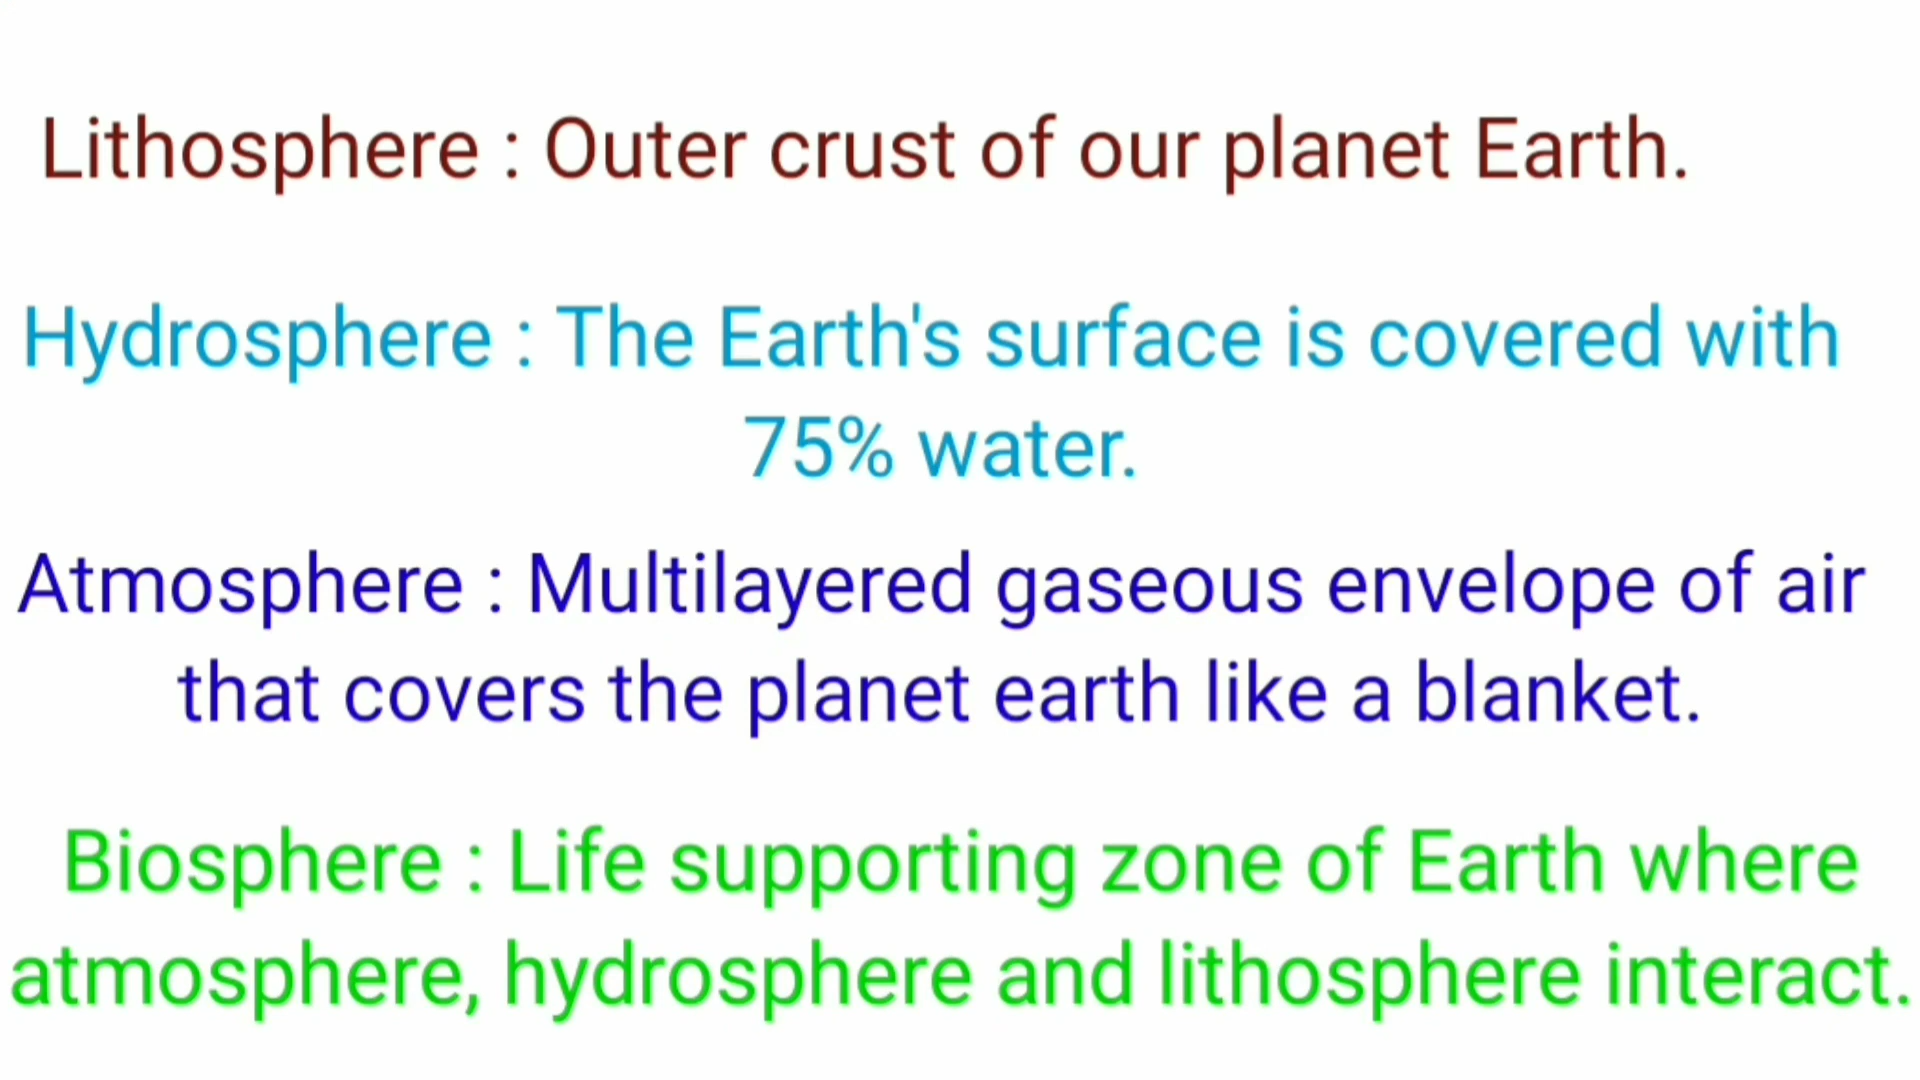 Lithosphere : Outer crust of our planet Earth.
Hydrosphere : The Earth's surface is covered with
75% water.
Atmosphere : Multilayered gaseous envelope of air
that covers the planet earth like a blanket.
Biosphere : Life supporting zone of Earth where
atmosphere, hydrosphere and lithosphere interact.